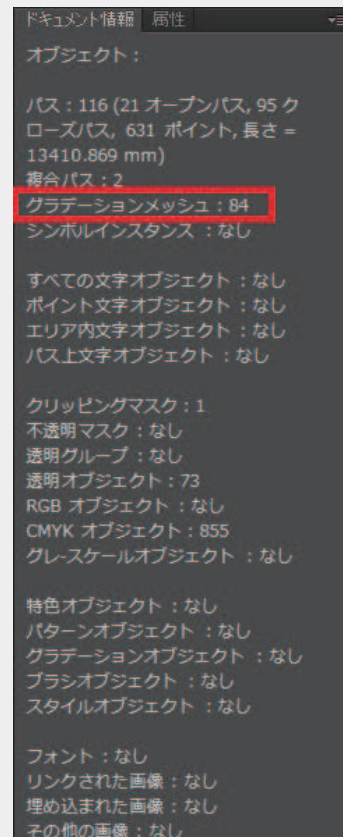 ドキュメント情報 属性
オブジェクト：
パス：116 (21 オープンパス, 95 ク
ローズパス, 631 ポイント, 長さ =
13410.869 mm)
複合パス：2
グラデーションメッシュ：84
シンボルインスタンス ：なし
すべての文字オブジェクト ：なし
ポイント文字オブジェクト ：なし
エリア内文字オブジェクト ：なし
パス上文字オブジェクト ：なし
クリッピングマスク：1
不透明マスク：なし
透明グループ：なし
透明オブジェクト：73
RGB オブジェクト：なし
CMYK オブジェクト：855
グレースケールオブジェクト ：なし
特色オブジェクト ：なし
パターンオブジェクト ：なし
グラデーションオブジェクト ：なし
ブラシオブジェクト ：なし
スタイルオブジェクト ：なし
フォント：なし
リンクされた画像：なし
埋め込まれた画像：なし
その他の画像：なし